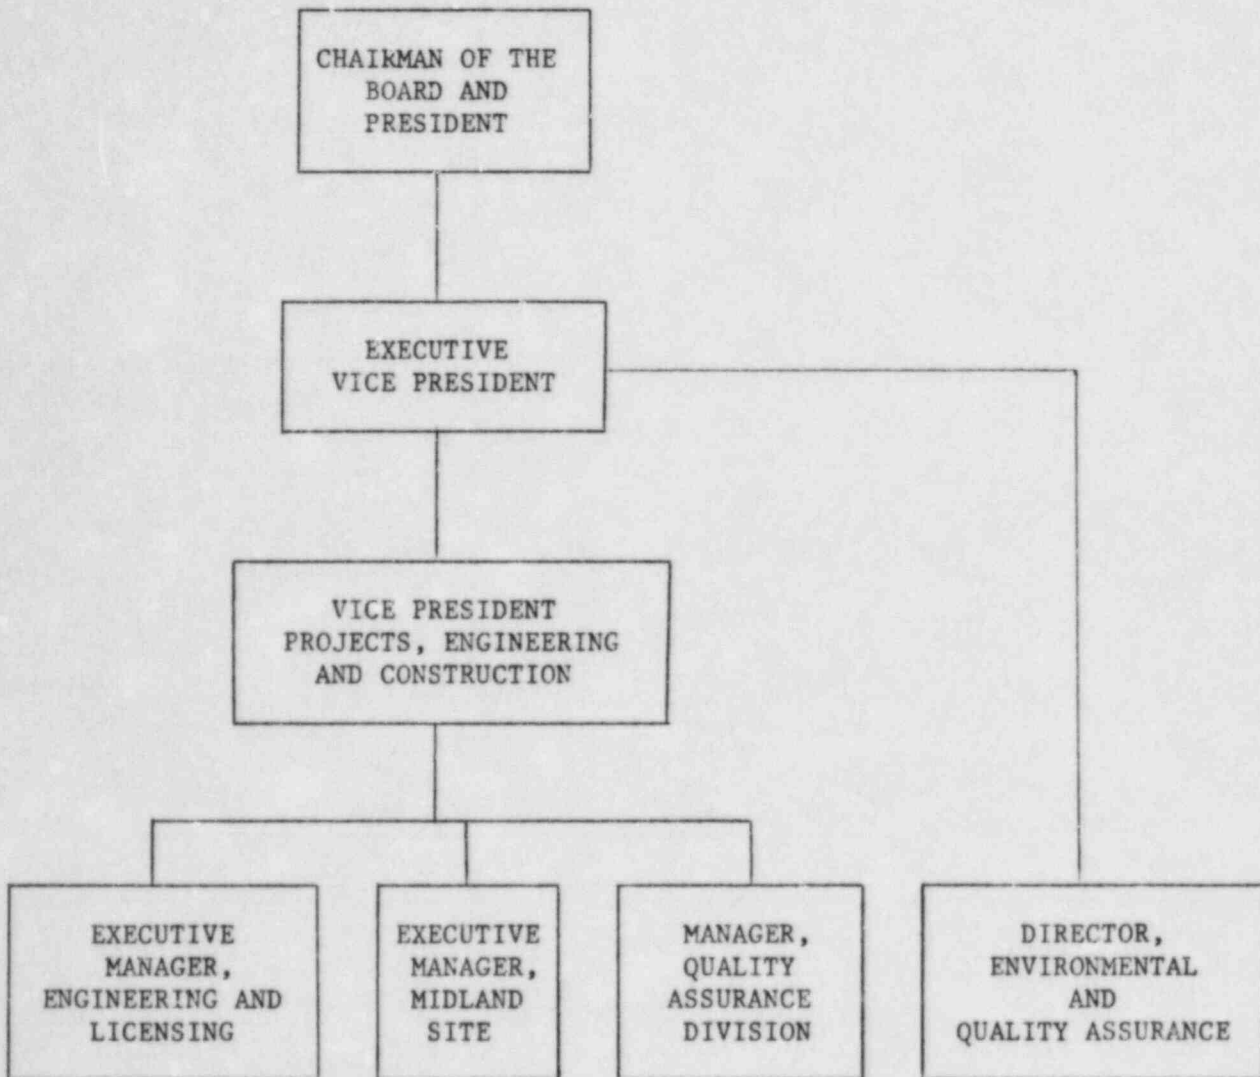 CHAIRMAN OF THE
BOARD AND
PRESIDENT
EXECUTIVE
VICE PRESIDENT
VICE PRESIDENT
PROJECTS, ENGINEERING
AND CONSTRUCTION
EXECUTIVE
MANAGER,
ENGINEERING AND
LICENSING
EXECUTIVE
MANAGER,
MIDLAND
SITE
MANAGER,
QUALITY
ASSURANCE
DIVISION
DIRECTOR,
ENVIRONMENTAL
AND
QUALITY ASSURANCE